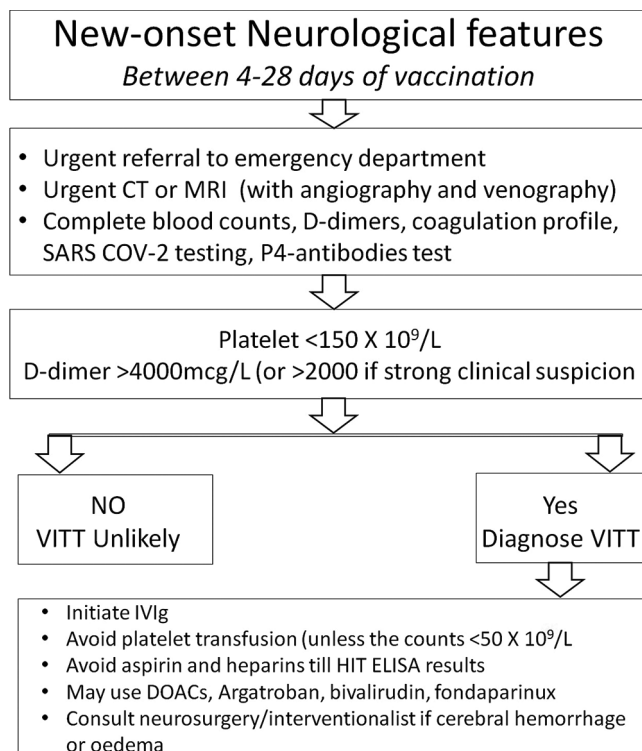 New-onset Neurological features
Between 4-28 days of vaccination
• Urgent referral to emergency department
• Urgent CT or MRI (with angiography and venography)
• Complete blood counts, D-dimers, coagulation profile,
SARS COV-2 testing, P4-antibodies test
Platelet <150 X 10⁹/L
D-dimer >4000mcg/L (or >2000 if strong clinical suspicion
NO
VITT Unlikely
Yes
Diagnose VITT
• Initiate IVIg
• Avoid platelet transfusion (unless the counts <50 X 10⁹/L
• Avoid aspirin and heparins till HIT ELISA results
• May use DOACs, Argatroban, bivalirudin, fondaparinux
• Consult neurosurgery/interventionalist if cerebral hemorrhage
or oedema